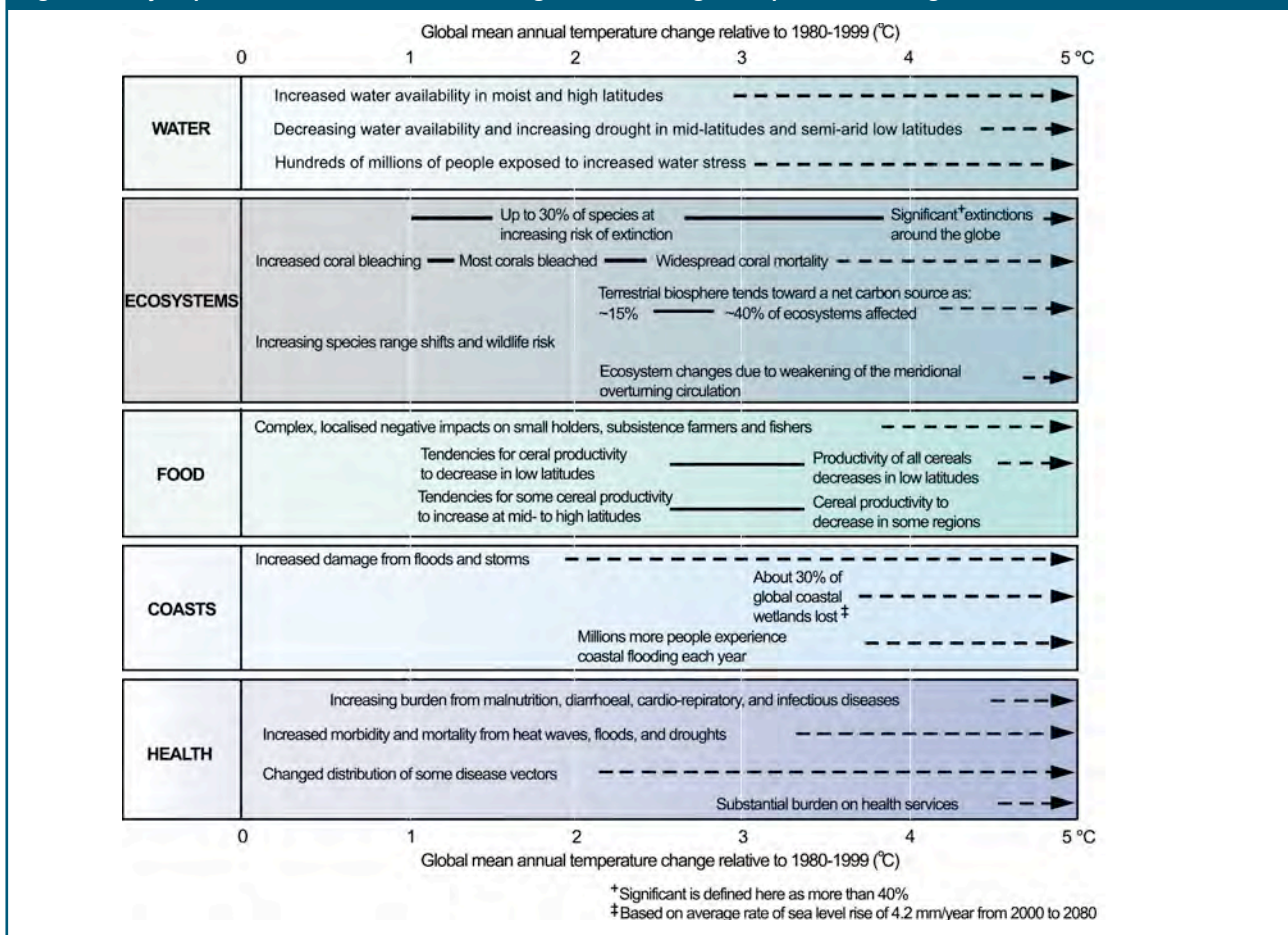 Global mean annual temperature change relative to 1980-1999 (°C)
0 1 2 3 4 5 °C
WATER
Increased water availability in moist and high latitudes
Decreasing water availability and increasing drought in mid-latitudes and semi-arid low latitudes
Hundreds of millions of people exposed to increased water stress
ECOSYSTEMS
Up to 30% of species at
increasing risk of extinction
Significant⁺extinctions
around the globe
Increased coral bleaching Most corals bleached Widespread coral mortality
Terrestrial biosphere tends toward a net carbon source as:
~15% ~40% of ecosystems affected
Increasing species range shifts and wildlife risk
Ecosystem changes due to weakening of the meridional
overturning circulation
FOOD
Complex, localised negative impacts on small holders, subsistence farmers and fishers
Tendencies for ceral productivity
to decrease in low latitudes
Productivity of all cereals
decreases in low latitudes
Tendencies for some cereal productivity
to increase at mid- to high latitudes
Cereal productivity to
decrease in some regions
COASTS
Increased damage from floods and storms
About 30% of
global coastal
wetlands lost ‡
Millions more people experience
coastal flooding each year
HEALTH
Increasing burden from malnutrition, diarrhoeal, cardio-repiratory, and infectious diseases
Increased morbidity and mortality from heat waves, floods, and droughts
Changed distribution of some disease vectors
Substantial burden on health services
0 1 2 3 4 5 °C
Global mean annual temperature change relative to 1980-1999 (°C)
⁺Significant is defined here as more than 40%
‡Based on average rate of sea level rise of 4.2 mm/year from 2000 to 2080